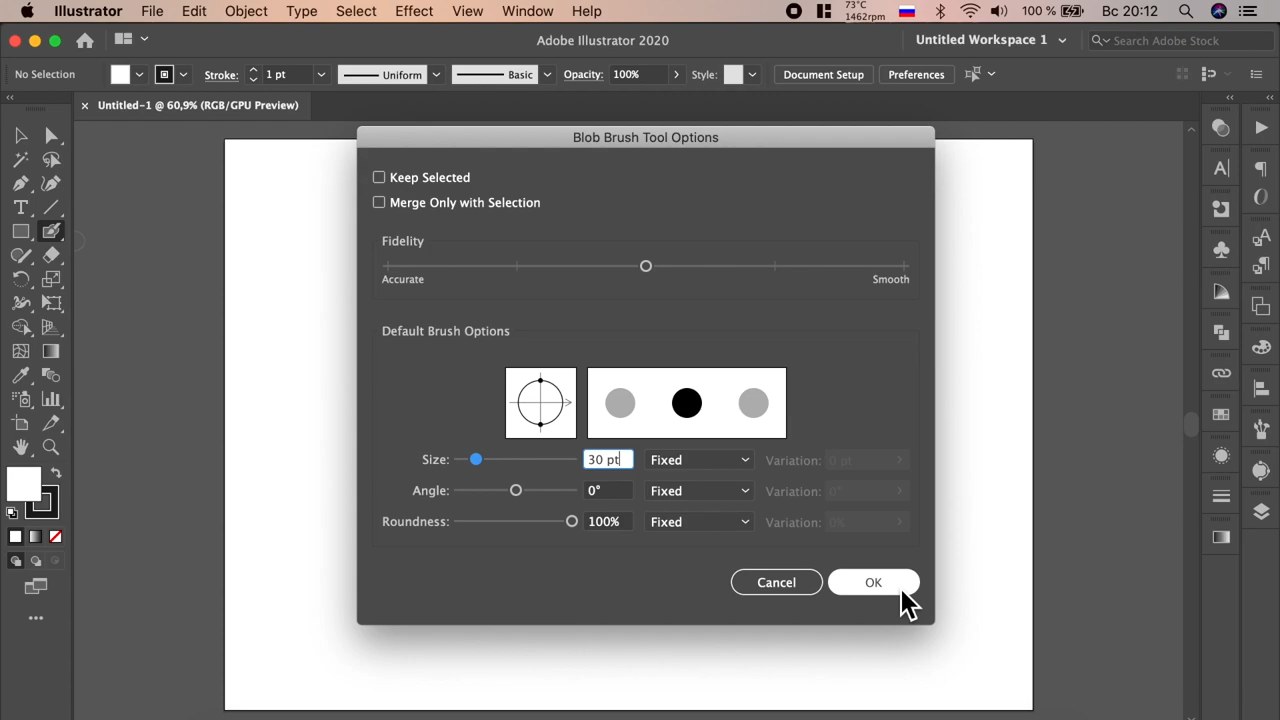 Illustrator File Edit Object Type Select Effect View Window Help 73°C 1462rpm 100 % Вс 20:12
Adobe Illustrator 2020 Untitled Workspace 1 Search Adobe Stock
No Selection Stroke: 1 pt Uniform Basic Opacity: 100% Style: Document Setup Preferences
× Untitled-1 @ 60,9% (RGB/GPU Preview)
Blob Brush Tool Options
Keep Selected
Merge Only with Selection
Fidelity
Accurate Smooth
Default Brush Options
Size: 30 pt Fixed Variation: 0 pt
Angle: 0° Fixed Variation: 0°
Roundness: 100% Fixed Variation: 0%
Cancel OK